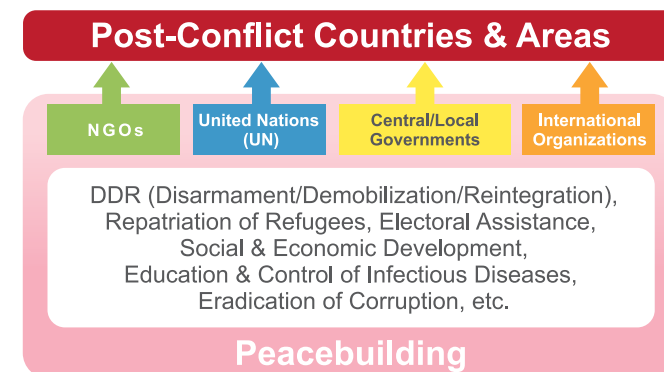 Post-Conflict Countries & Areas
NGOs
United Nations
(UN)
Central/Local
Governments
International
Organizations
DDR (Disarmament/Demobilization/Reintegration),
Repatriation of Refugees, Electoral Assistance,
Social & Economic Development,
Education & Control of Infectious Diseases,
Eradication of Corruption, etc.
Peacebuilding